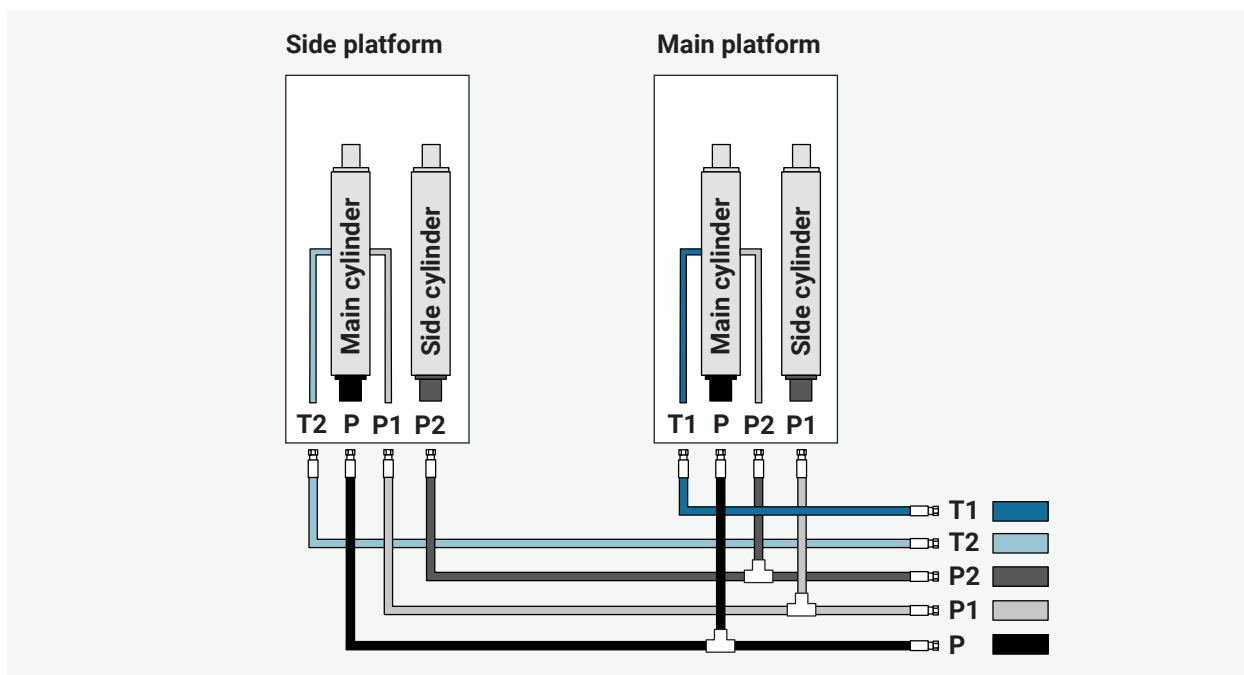 Side platform
Main platform
Main cylinder
Side cylinder
Main cylinder
Side cylinder
T2 P P1 P2
T1 P P2 P1
T1
T2
P2
P1
P